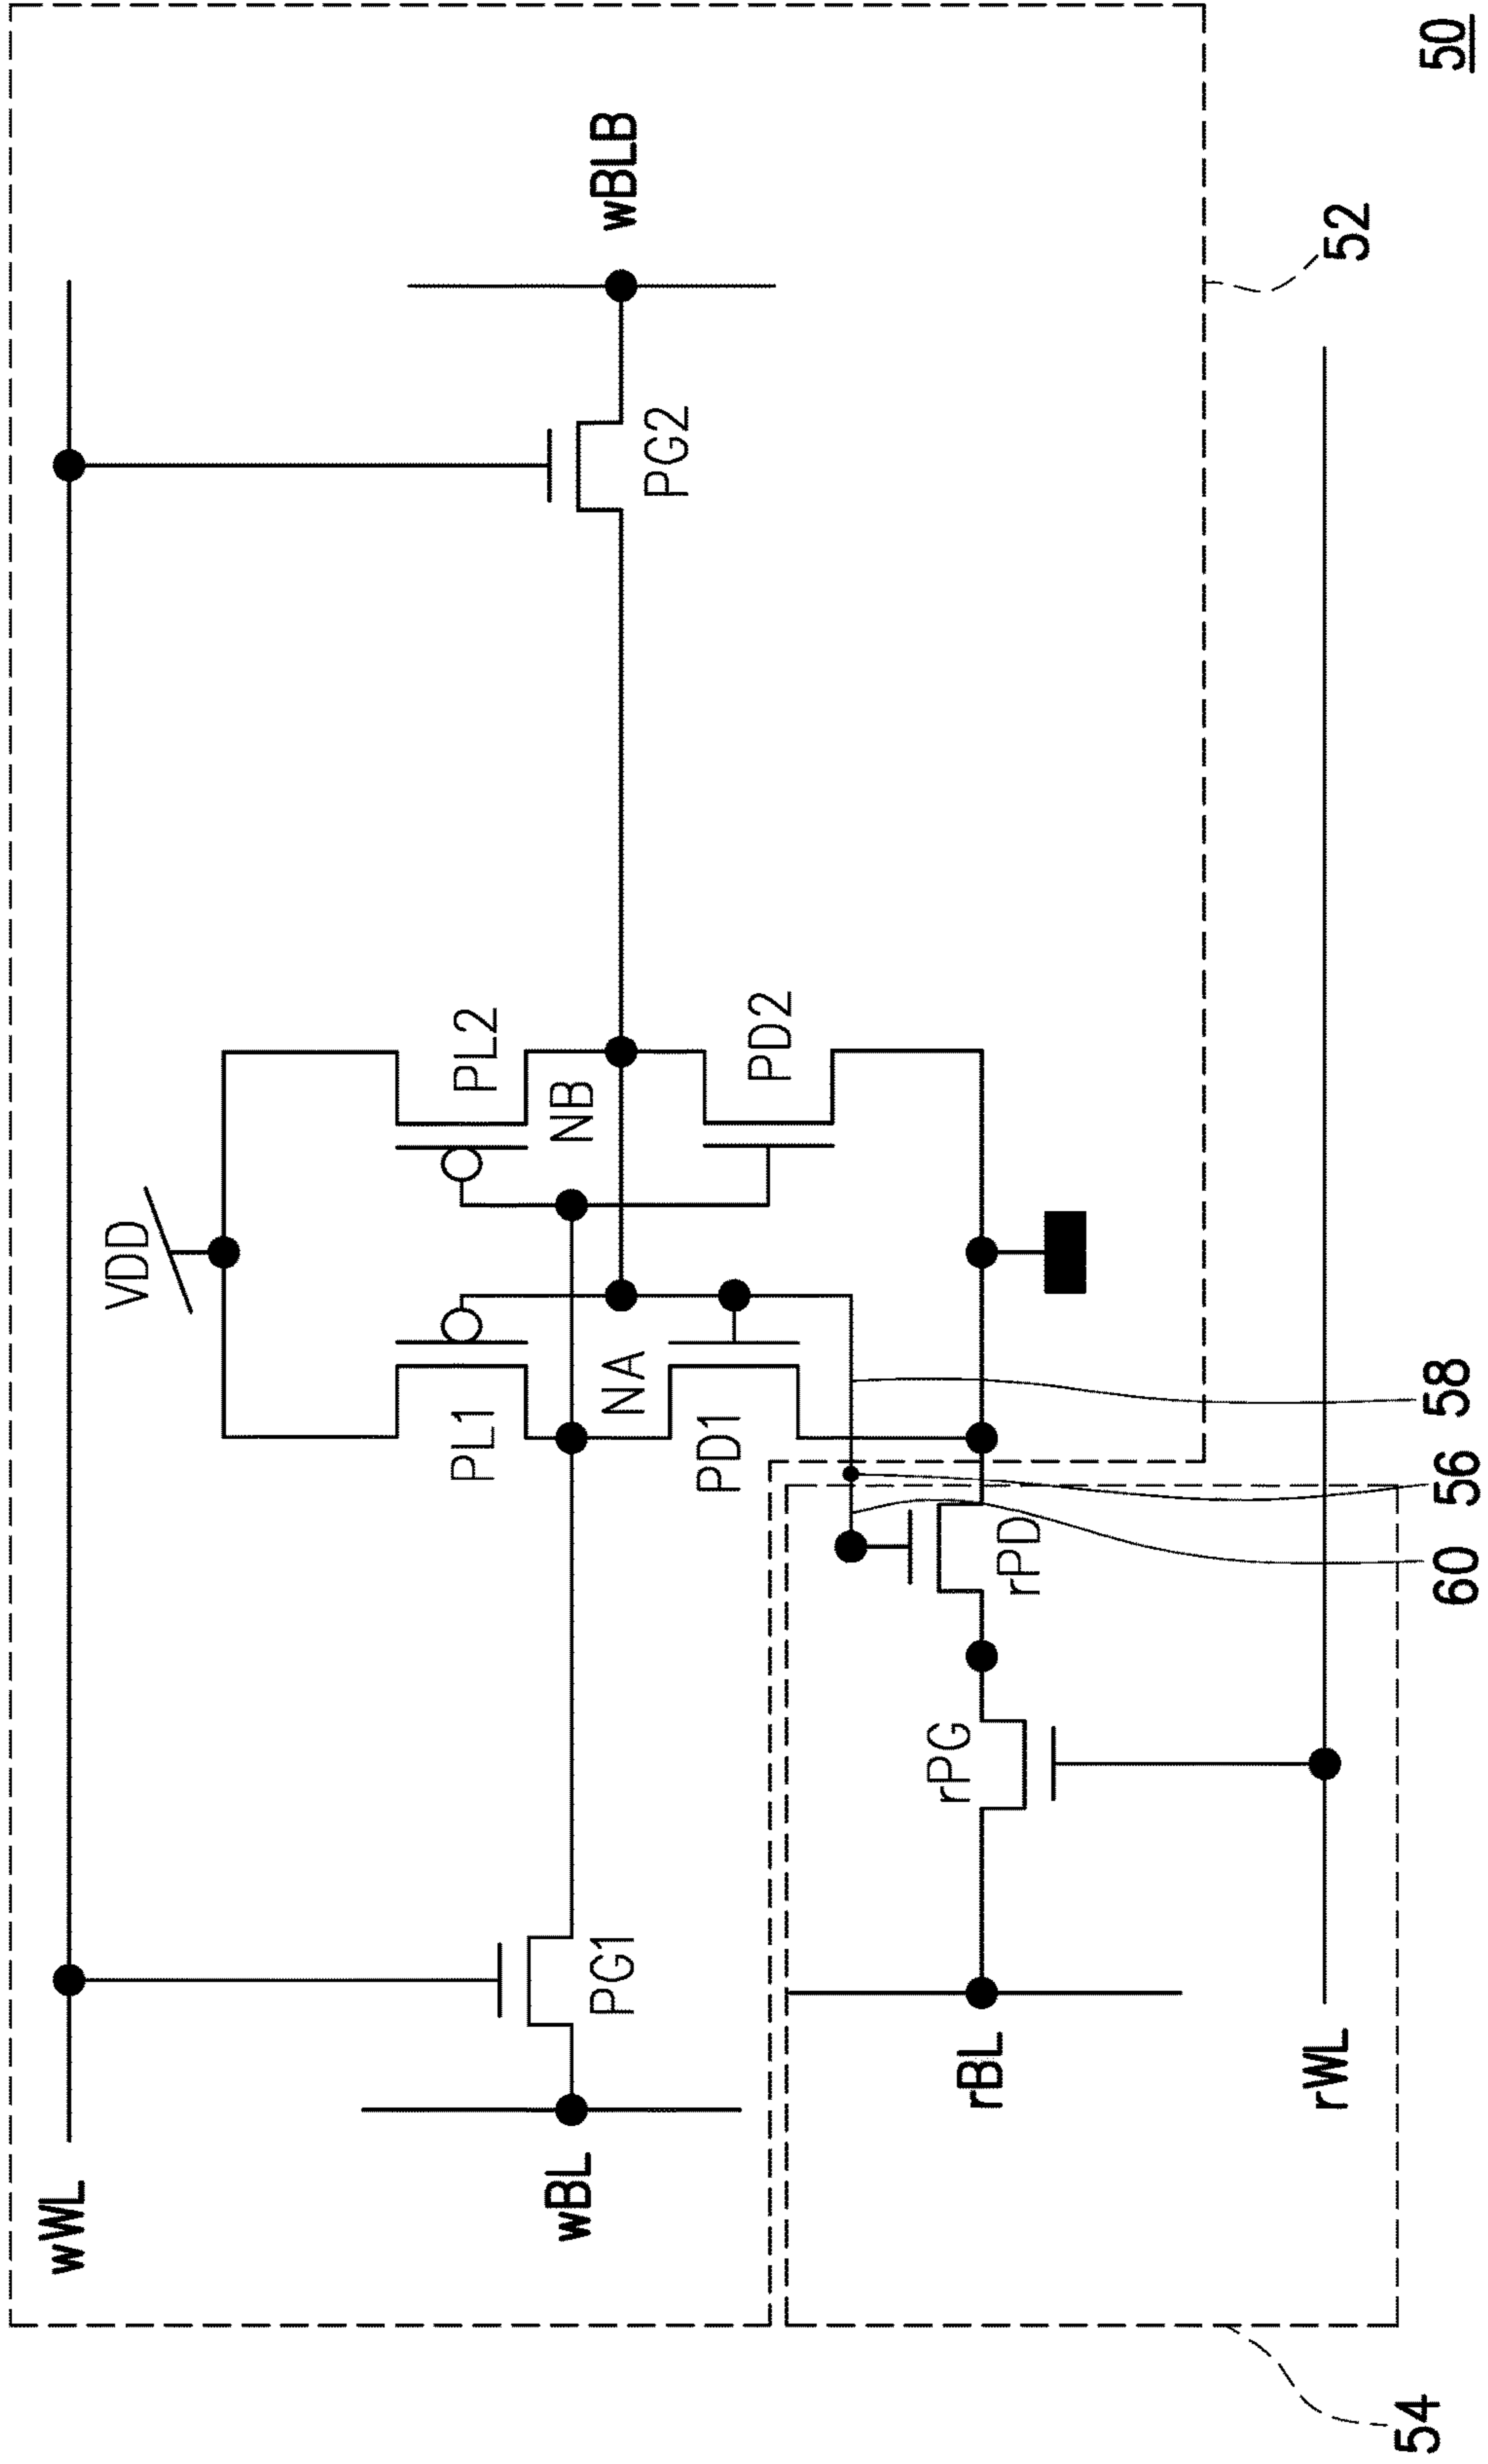 wWL
VDD
PL1
PL2
NB
wBL
PG1
NA
PG2
wBLB
PD1
PD2
rBL
rPG
rPD
rWL
54
60
56
58
52
50